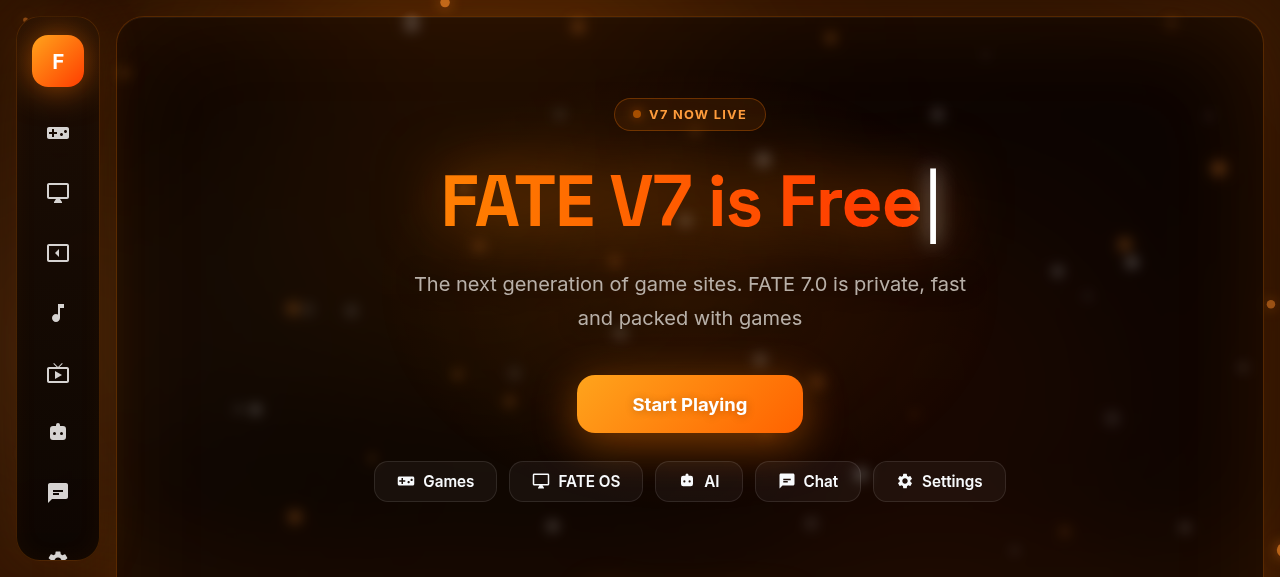 F
V7 NOW LIVE
FATE V7 is Free
The next generation of game sites. FATE 7.0 is private, fast
and packed with games
Start Playing
Games
FATE OS
AI
Chat
Settings